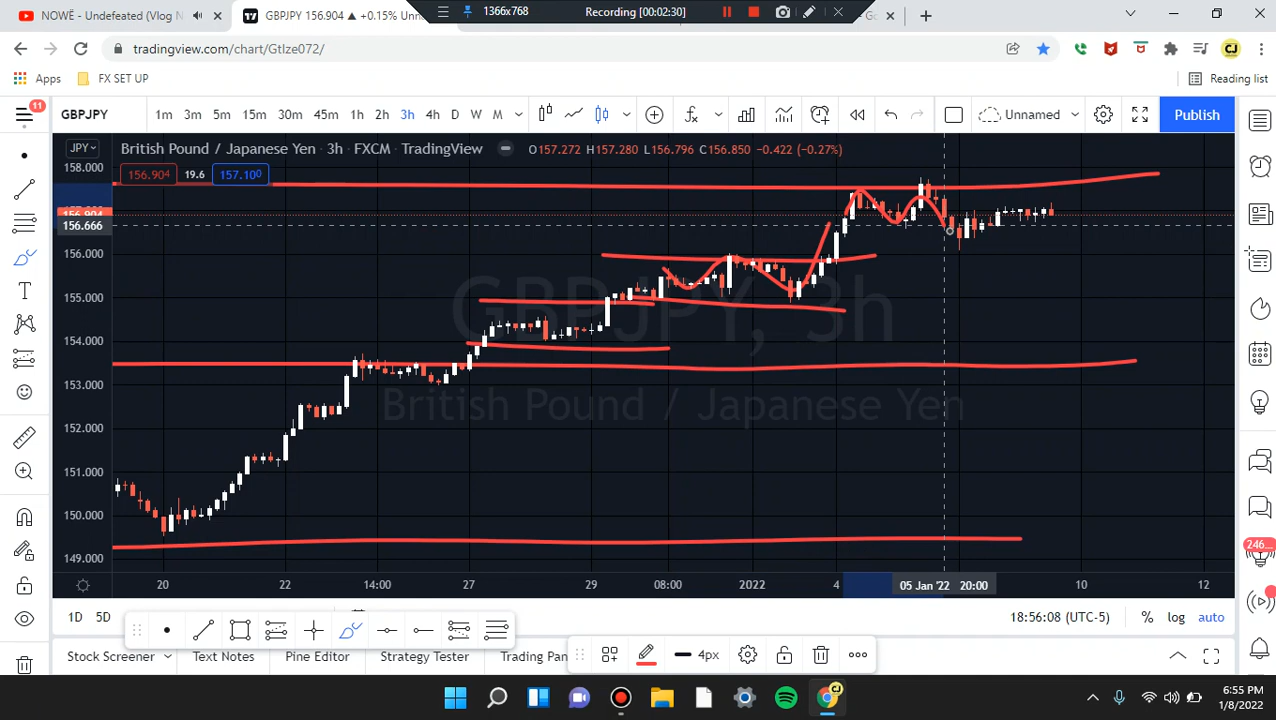 NOWË - Undefeated (Vlog N
GBPJPY 156.904 ▲ +0.15% Unn
1366x768
Recording [00:02:30]
tradingview.com/chart/GtIze072/
Apps
FX SET UP
Reading list
11
GBPJPY
1m 3m 5m 15m 30m 45m 1h 2h 3h 4h D W M
Unnamed
Publish
JPY
British Pound / Japanese Yen · 3h · FXCM · TradingView
O157.272 H157.280 L156.796 C156.850 -0.422 (-0.27%)
156.904
19.6
157.100
158.000
156.904
156.666
156.000
155.000
154.000
153.000
152.000
151.000
150.000
149.000
GBPJPY, 3h
British Pound / Japanese Yen
20 22 14:00 27 29 08:00 2022 4 05 Jan '22 20:00 10 12
246
1D 5D
18:56:08 (UTC-5)
% log auto
4px
Stock Screener
Text Notes
Pine Editor
Strategy Tester
Trading Pan
CJ
6:55 PM
1/8/2022